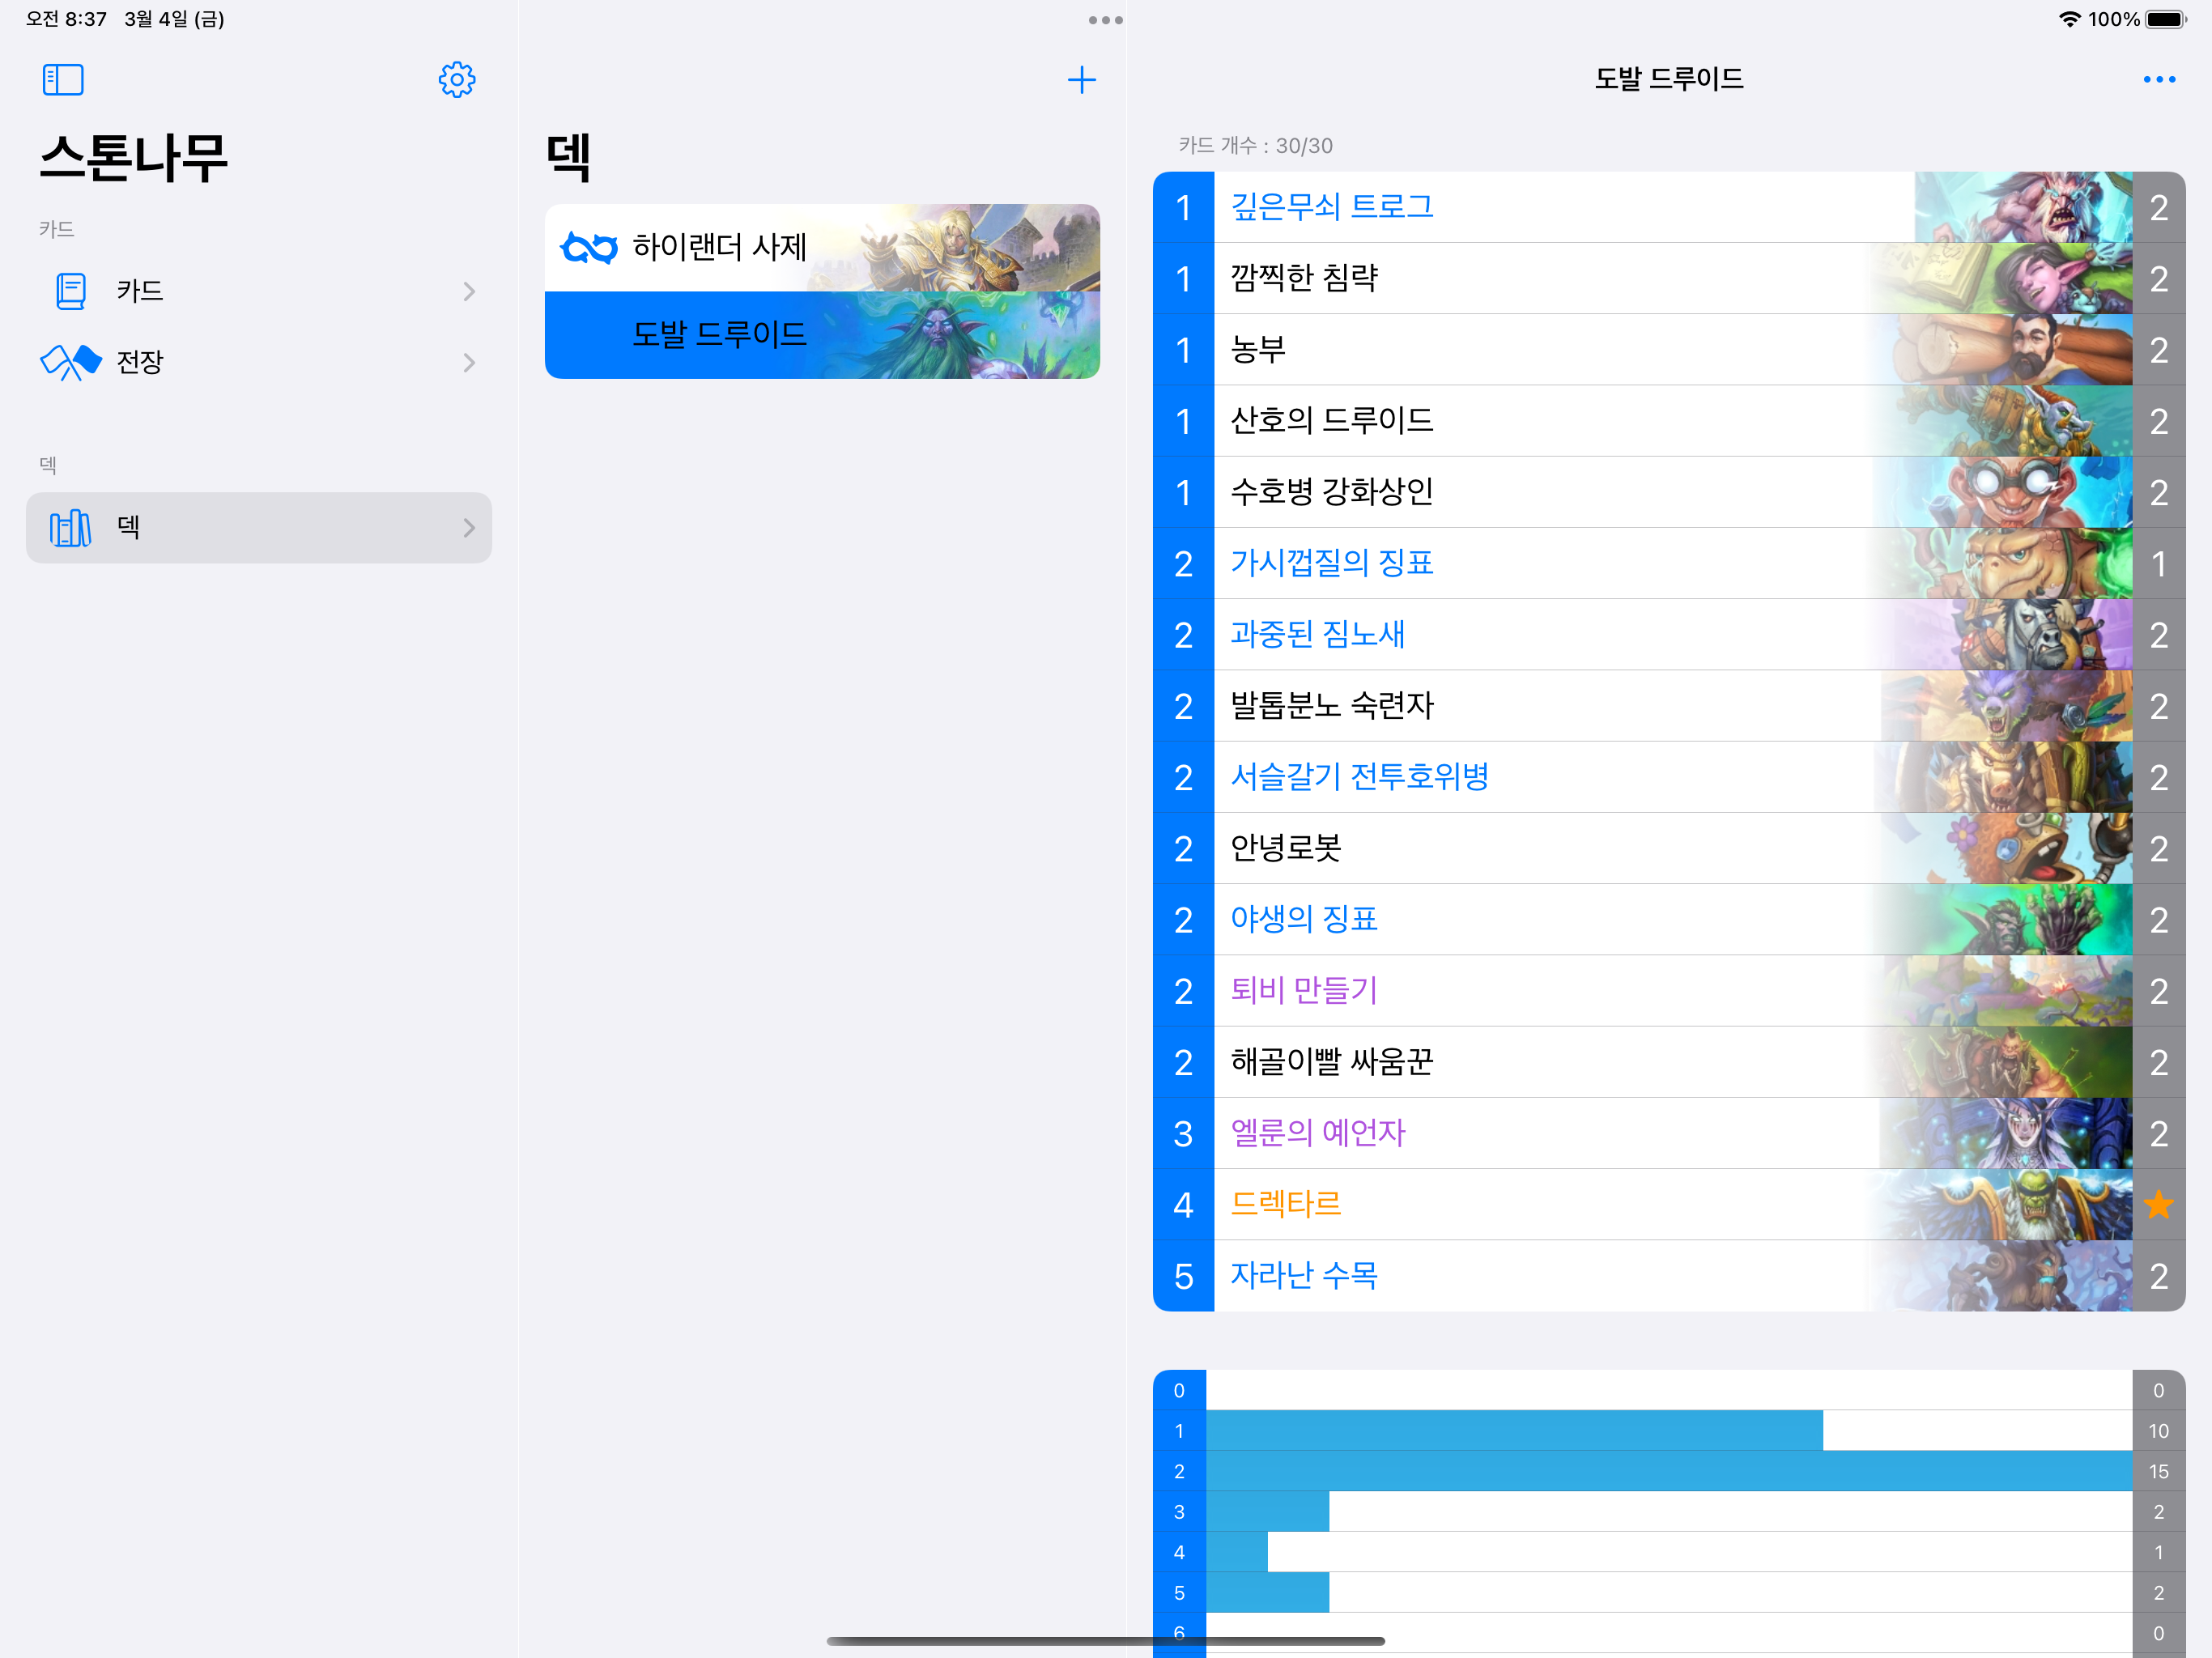 오전 8:37 3월 4일 (금)
100%
스톤나무
카드
카드
전장
덱
덱
덱
하이랜더 사제
도발 드루이드
도발 드루이드
카드 개수 : 30/30
1 깊은무쇠 트로그 2
1 깜찍한 침략 2
1 농부 2
1 산호의 드루이드 2
1 수호병 강화상인 2
2 가시껍질의 징표 1
2 과중된 짐노새 2
2 발톱분노 숙련자 2
2 서슬갈기 전투호위병 2
2 안녕로봇 2
2 야생의 징표 2
2 퇴비 만들기 2
2 해골이빨 싸움꾼 2
3 엘룬의 예언자 2
4 드렉타르
5 자라난 수목 2
0 0
1 10
2 15
3 2
4 1
5 2
6 0